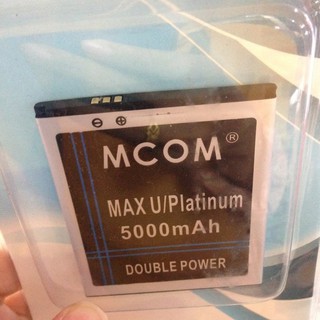 MCOM®
MAX U/Platinum
5000mAh
DOUBLE POWER